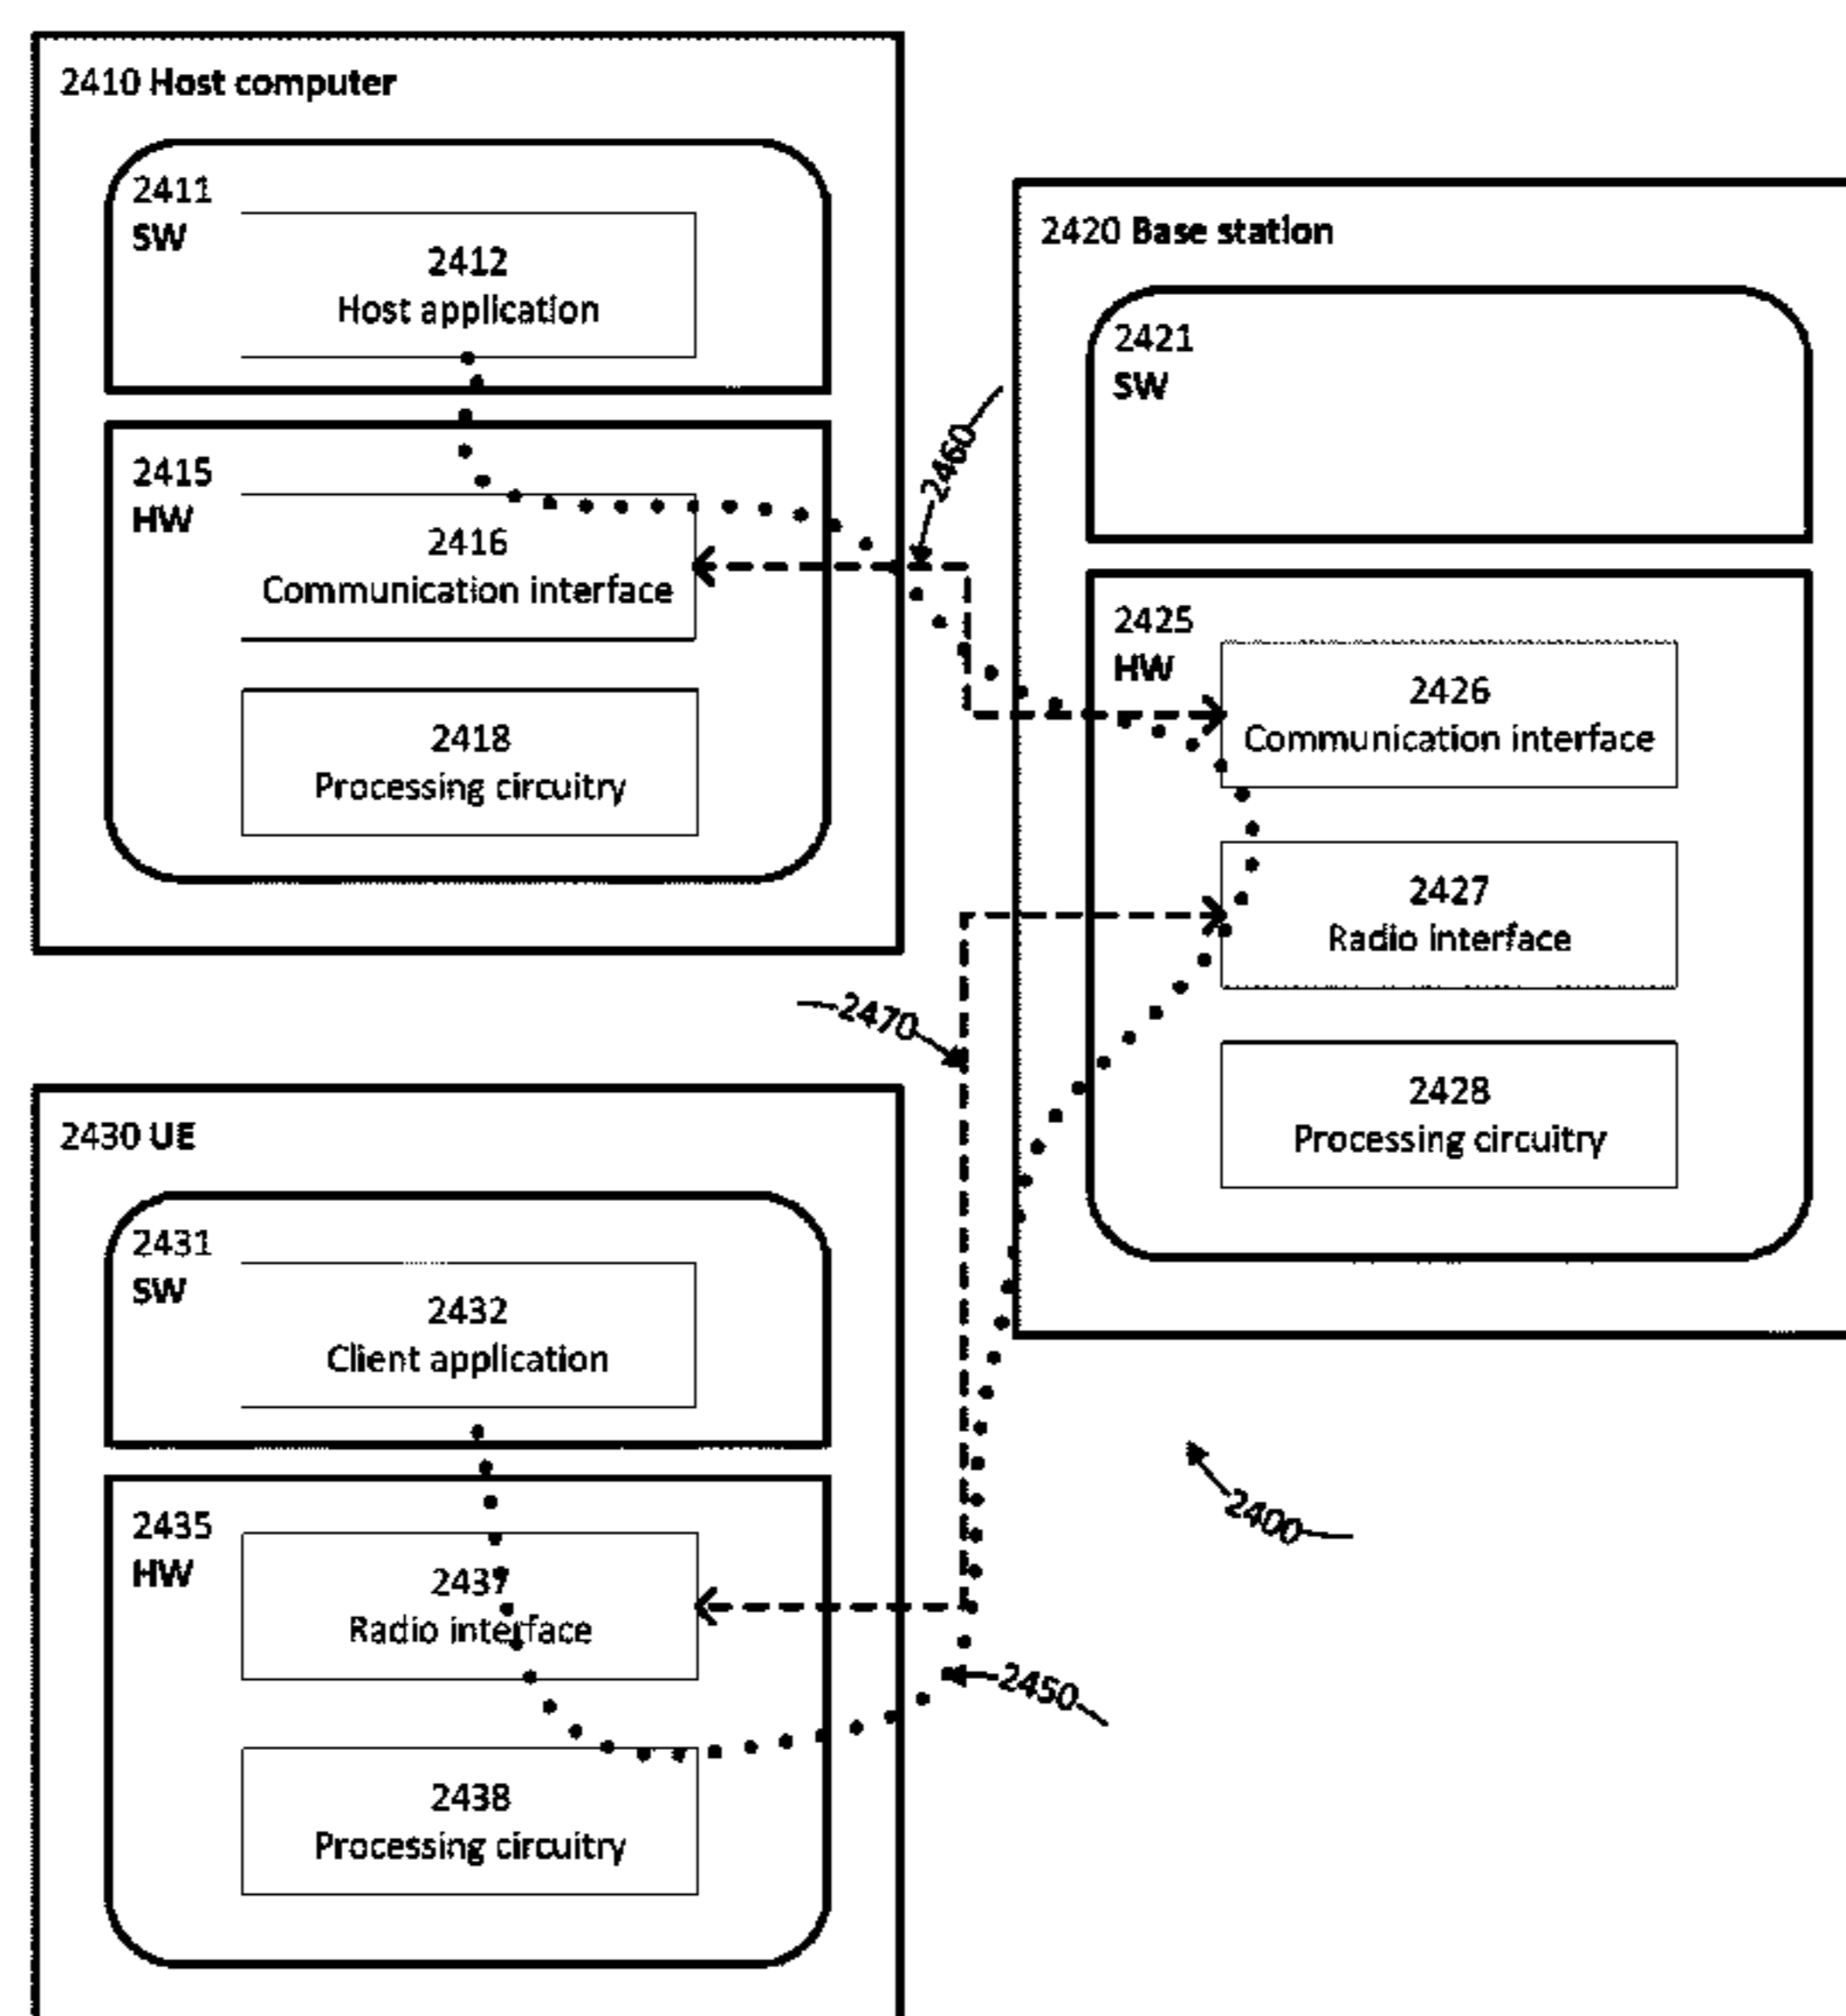 2410 Host computer
2411
SW
2412
Host application
2415
HW
2416
Communication interface
2418
Processing circuitry
2420 Base station
2421
SW
2425
HW
2426
Communication interface
2427
Radio interface
2428
Processing circuitry
2460
2470
2430 UE
2431
SW
2432
Client application
2435
HW
2437
Radio interface
2438
Processing circuitry
2450
2400